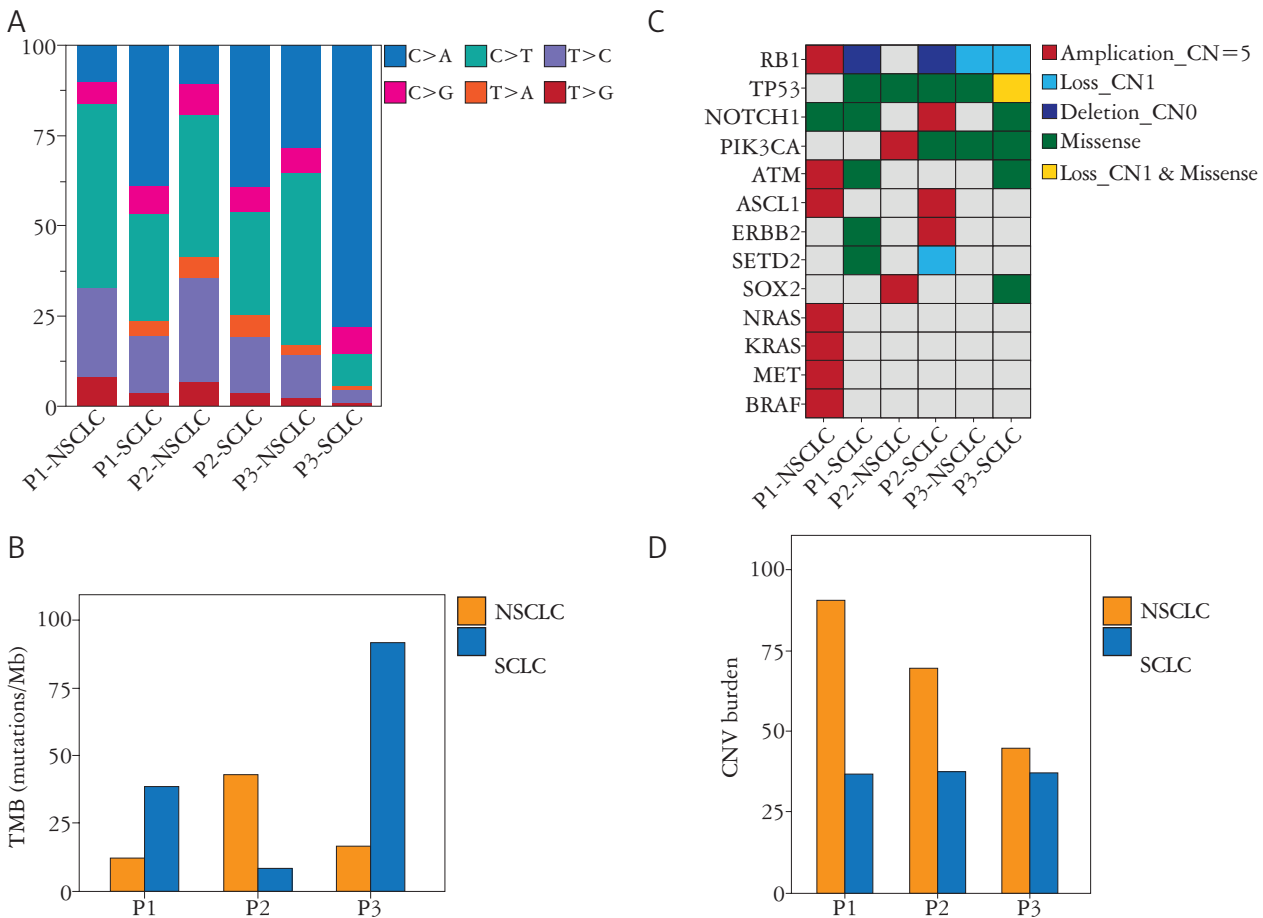 A
100
75
50
25
0
C>A
C>T
T>C
C>G
T>A
T>G
P1-NSCLC
P1-SCLC
P2-NSCLC
P2-SCLC
P3-NSCLC
P3-SCLC
C
RB1
TP53
NOTCH1
PIK3CA
ATM
ASCL1
ERBB2
SETD2
SOX2
NRAS
KRAS
MET
BRAF
Amplication_CN=5
Loss_CN1
Deletion_CN0
Missense
Loss_CN1 & Missense
P1-NSCLC
P1-SCLC
P2-NSCLC
P2-SCLC
P3-NSCLC
P3-SCLC
B
TMB (mutations/Mb)
100
75
50
25
0
P1
P2
P3
NSCLC
SCLC
D
CNV burden
100
75
50
25
0
P1
P2
P3
NSCLC
SCLC